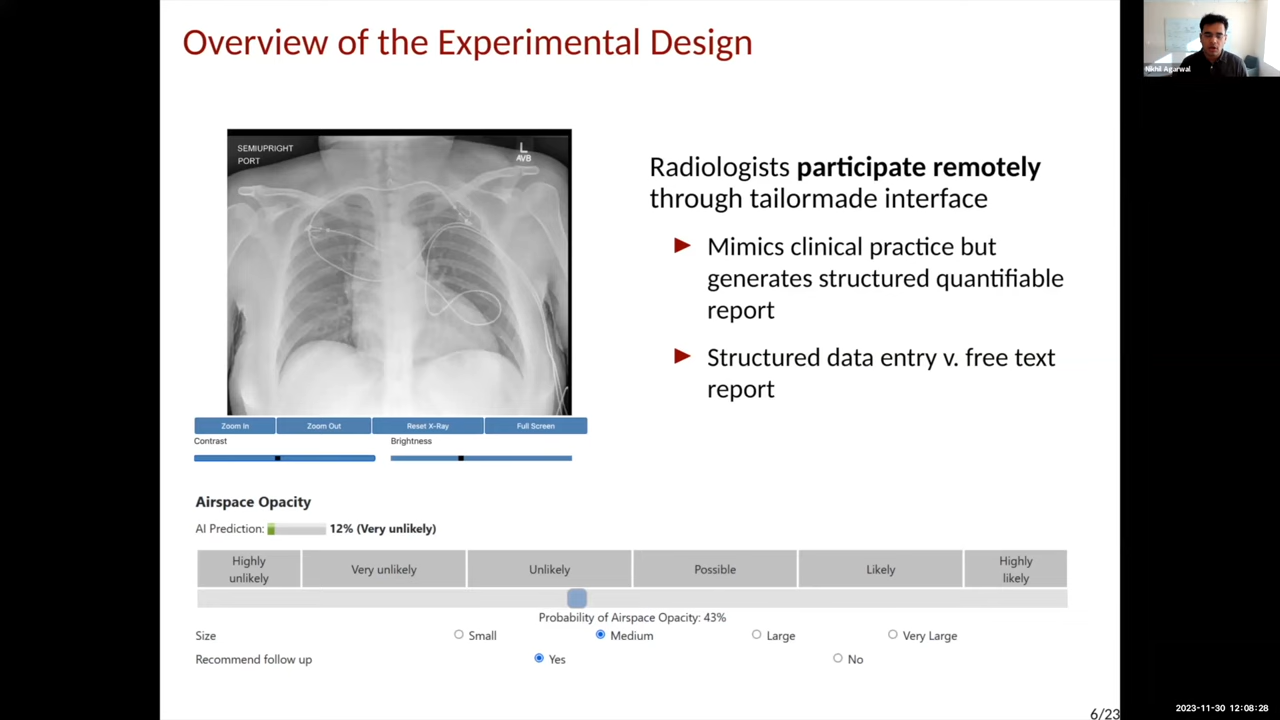 Overview of the Experimental Design
Nikhil Agarwal
SEMIUPRIGHT
PORT
L
AVB
Radiologists participate remotely
through tailormade interface
Mimics clinical practice but
generates structured quantifiable
report
Structured data entry v. free text
report
Zoom In Zoom Out Reset X-Ray Full Screen
Contrast Brightness
Airspace Opacity
AI Prediction: 12% (Very unlikely)
Highly
unlikely
Very unlikely
Unlikely
Possible
Likely
Highly
likely
Probability of Airspace Opacity: 43%
Size Small Medium Large Very Large
Recommend follow up Yes No
6/23
2023-11-30 12:08:28